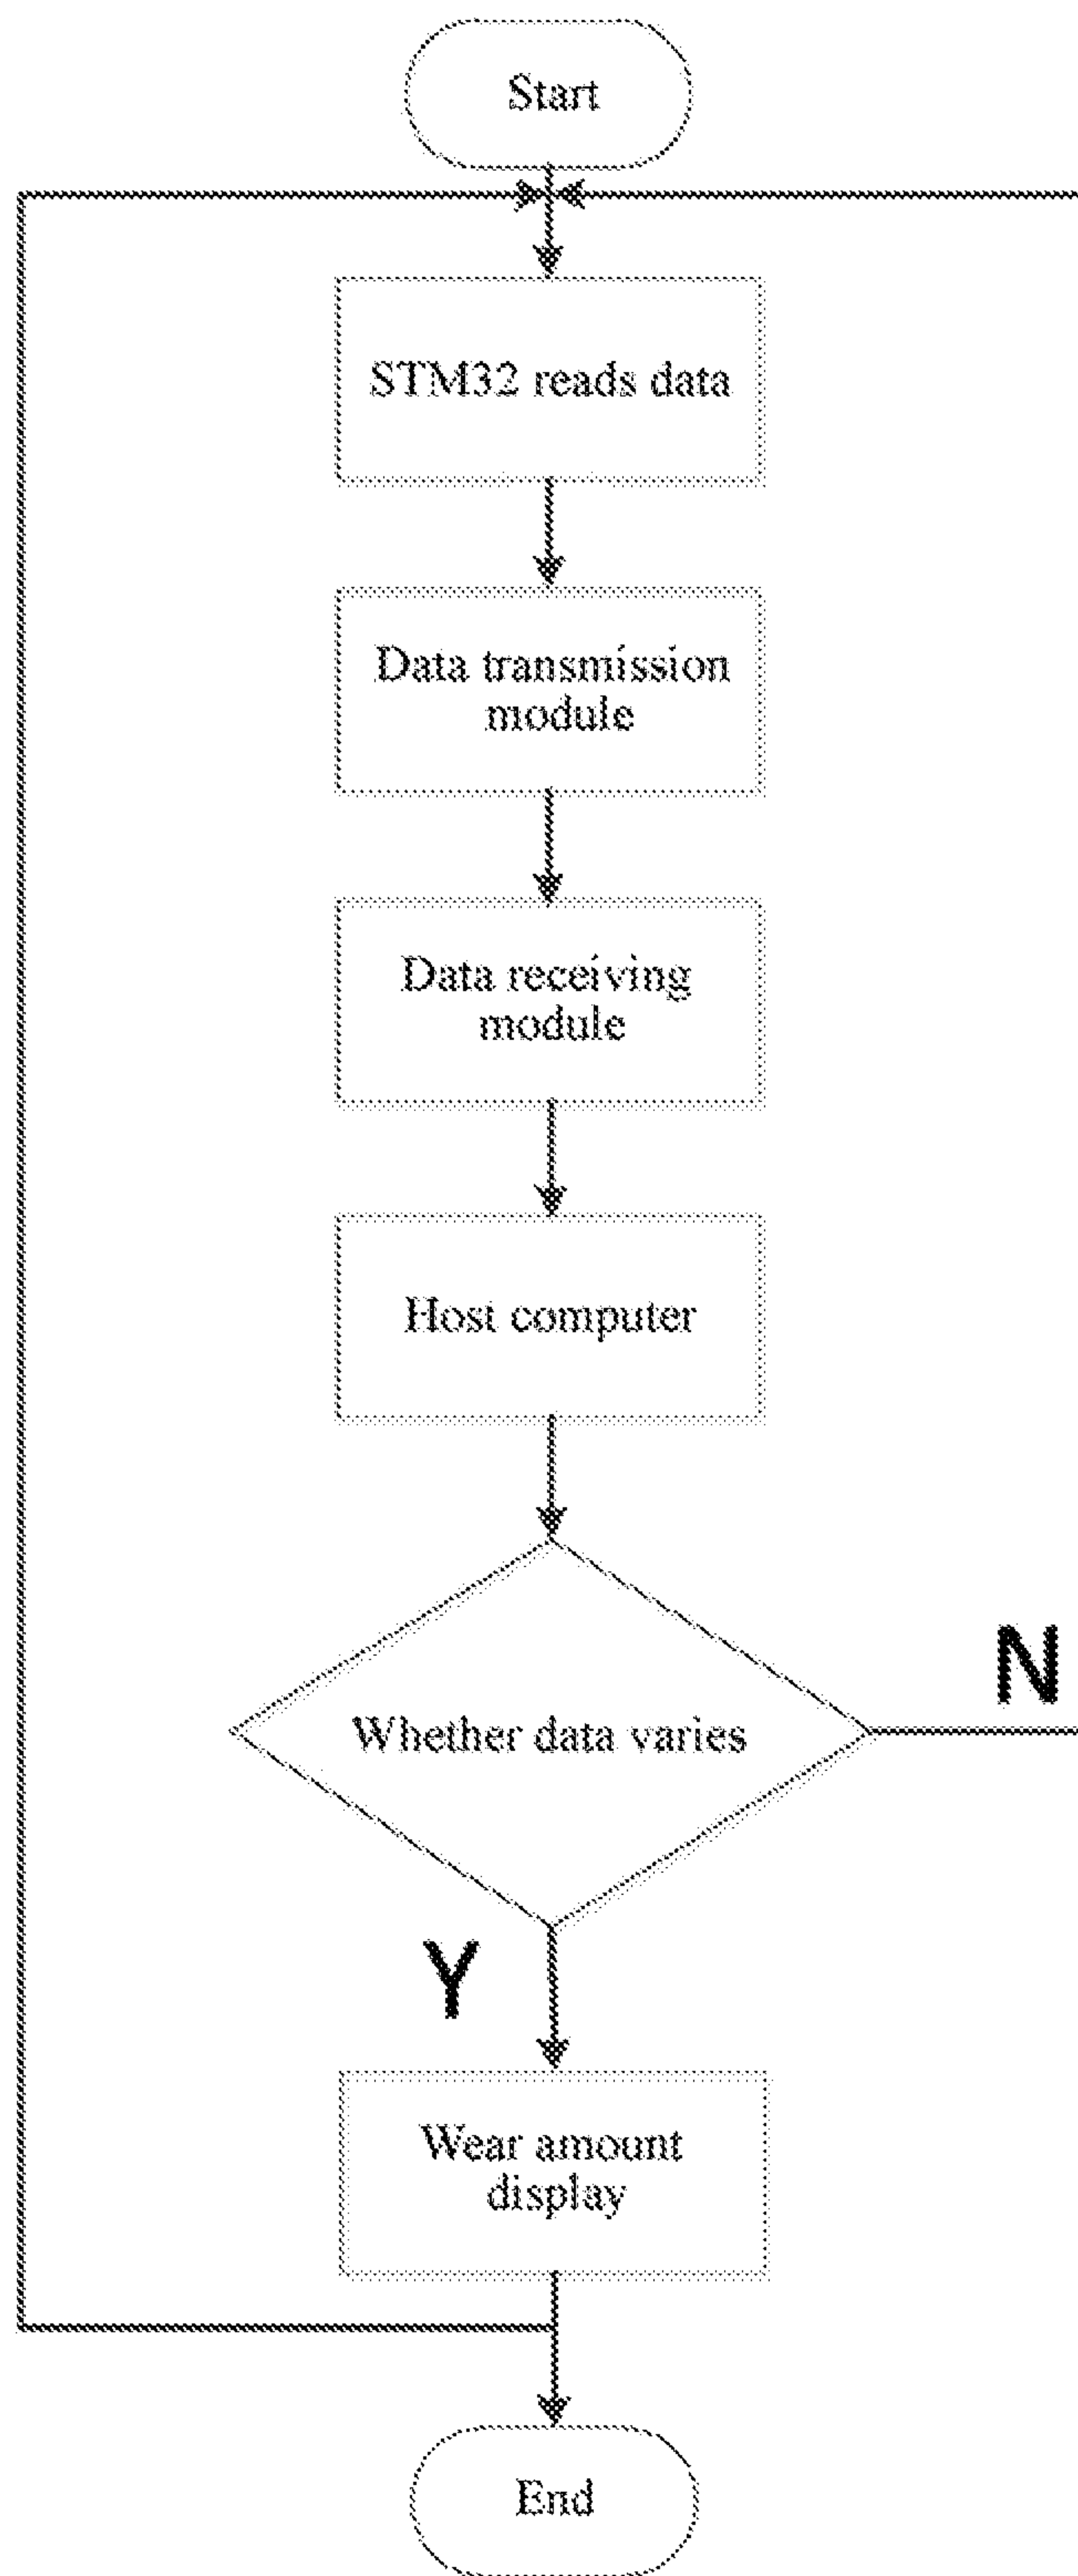 Start
STM32 reads data
Data transmission
module
Data receiving
module
Host computer
Whether data varies
N
Y
Wear amount
display
End